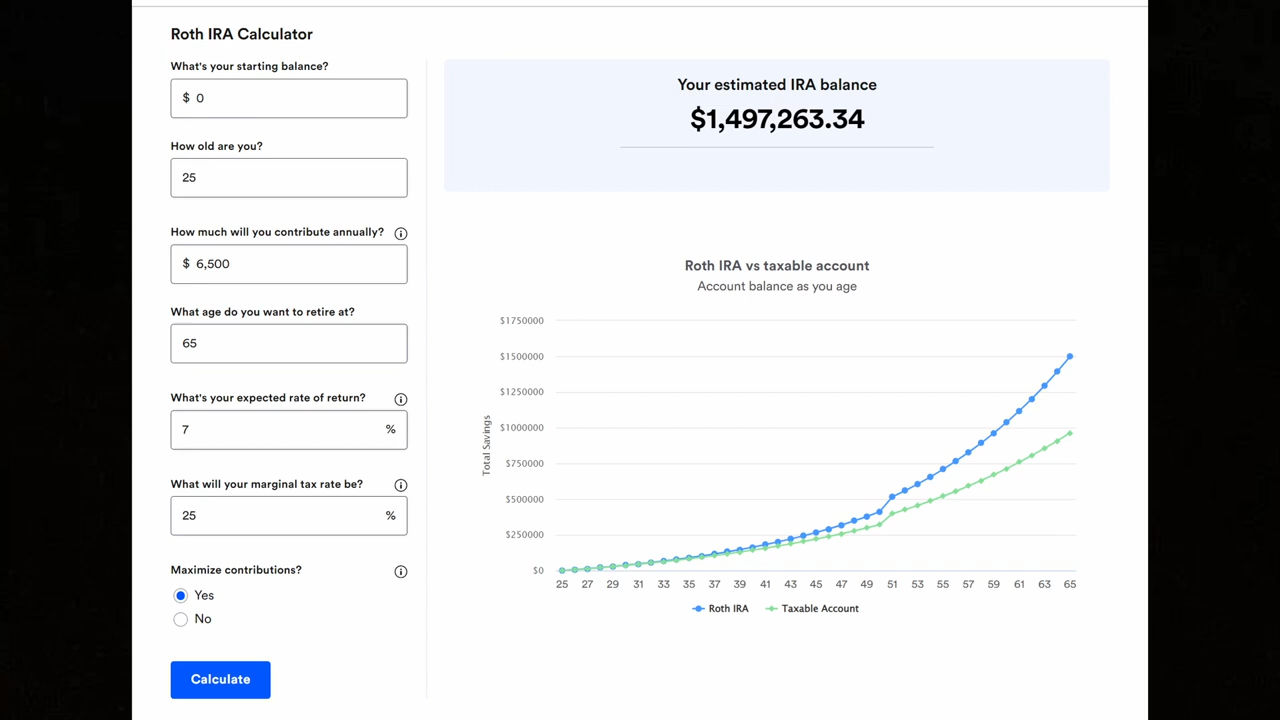 Roth IRA Calculator
What's your starting balance?
$ 0
How old are you?
25
How much will you contribute annually?
$ 6,500
What age do you want to retire at?
65
What's your expected rate of return?
7 %
What will your marginal tax rate be?
25 %
Maximize contributions?
Yes
No
Calculate
Your estimated IRA balance
$1,497,263.34
Roth IRA vs taxable account
Account balance as you age
Total Savings
$1750000
$1500000
$1250000
$1000000
$750000
$500000
$250000
$0
25 27 29 31 33 35 37 39 41 43 45 47 49 51 53 55 57 59 61 63 65
Roth IRA Taxable Account